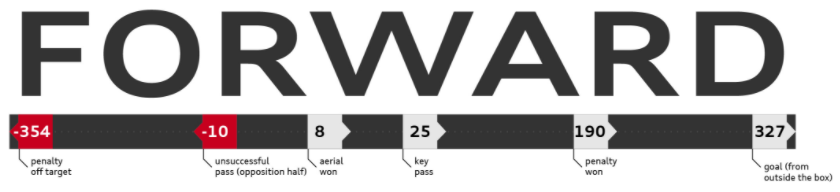 FORWARD
-354 -10 8 25 190 327
penalty
off target
unsuccessful
pass (opposition half)
aerial
won
key
pass
penalty
won
goal (from
outside the box)